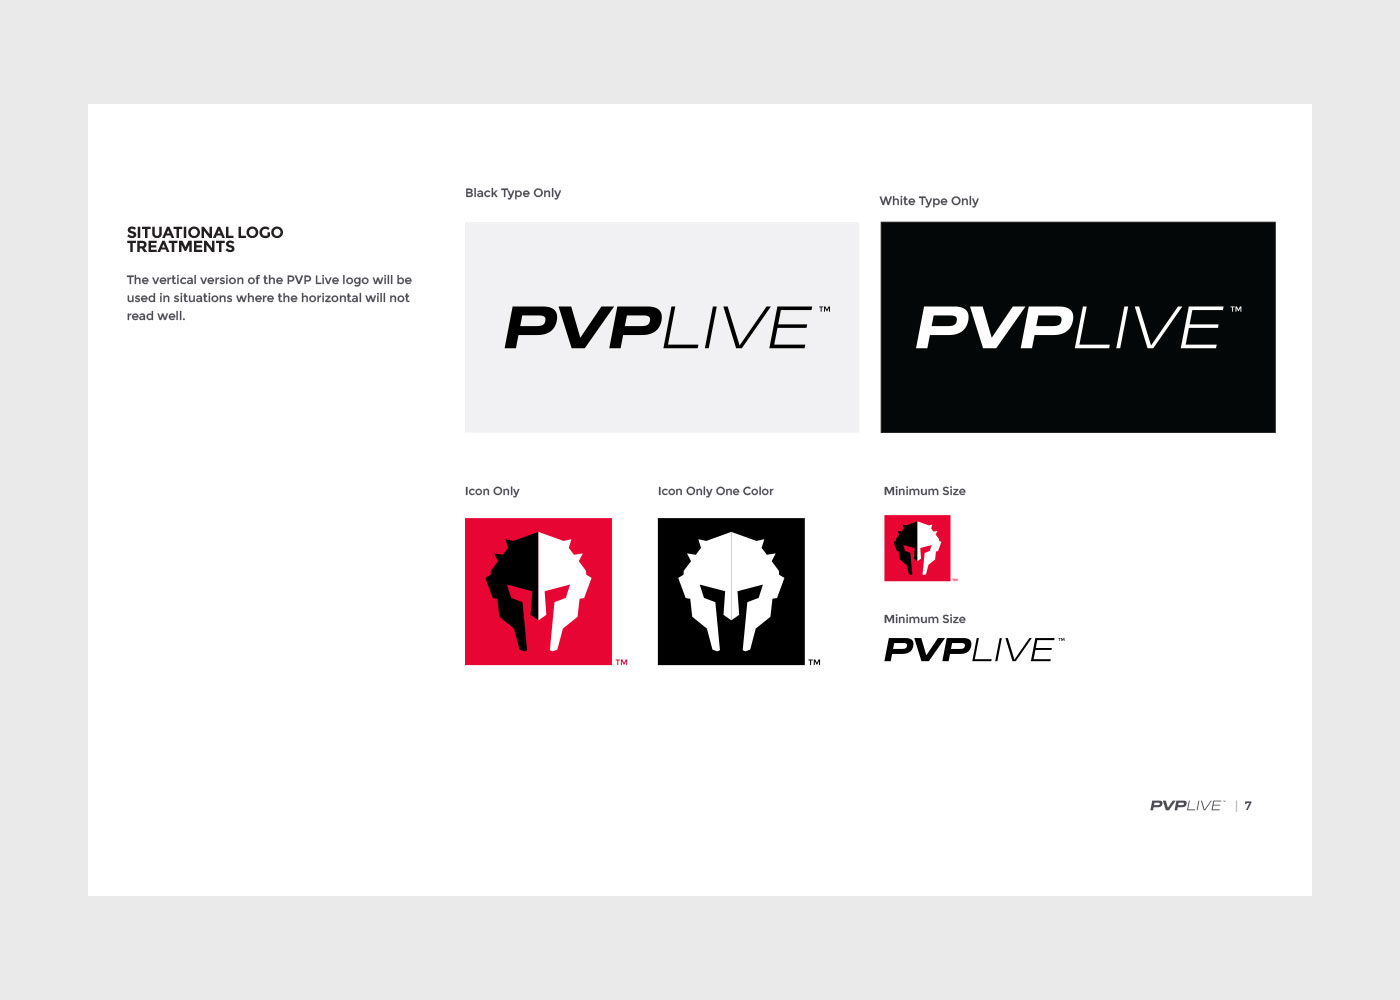 SITUATIONAL LOGO
TREATMENTS
The vertical version of the PVP Live logo will be
used in situations where the horizontal will not
read well.
Black Type Only
PVPLIVE™
White Type Only
PVPLIVE™
Icon Only
™
Icon Only One Color
™
Minimum Size
™
Minimum Size
PVPLIVE™
PVPLIVE™ | 7